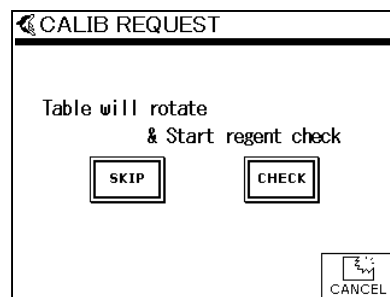 CALIB REQUEST
Table will rotate
& Start regent check
SKIP CHECK
CANCEL